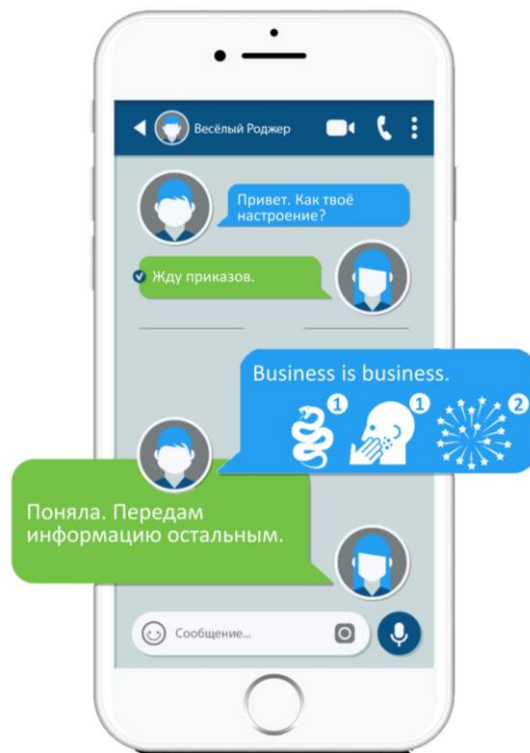 Весёлый Роджер
Привет. Как твоё
настроение?
Жду приказов.
Business is business.
1 1 2
Поняла. Передам
информацию остальным.
Сообщение...